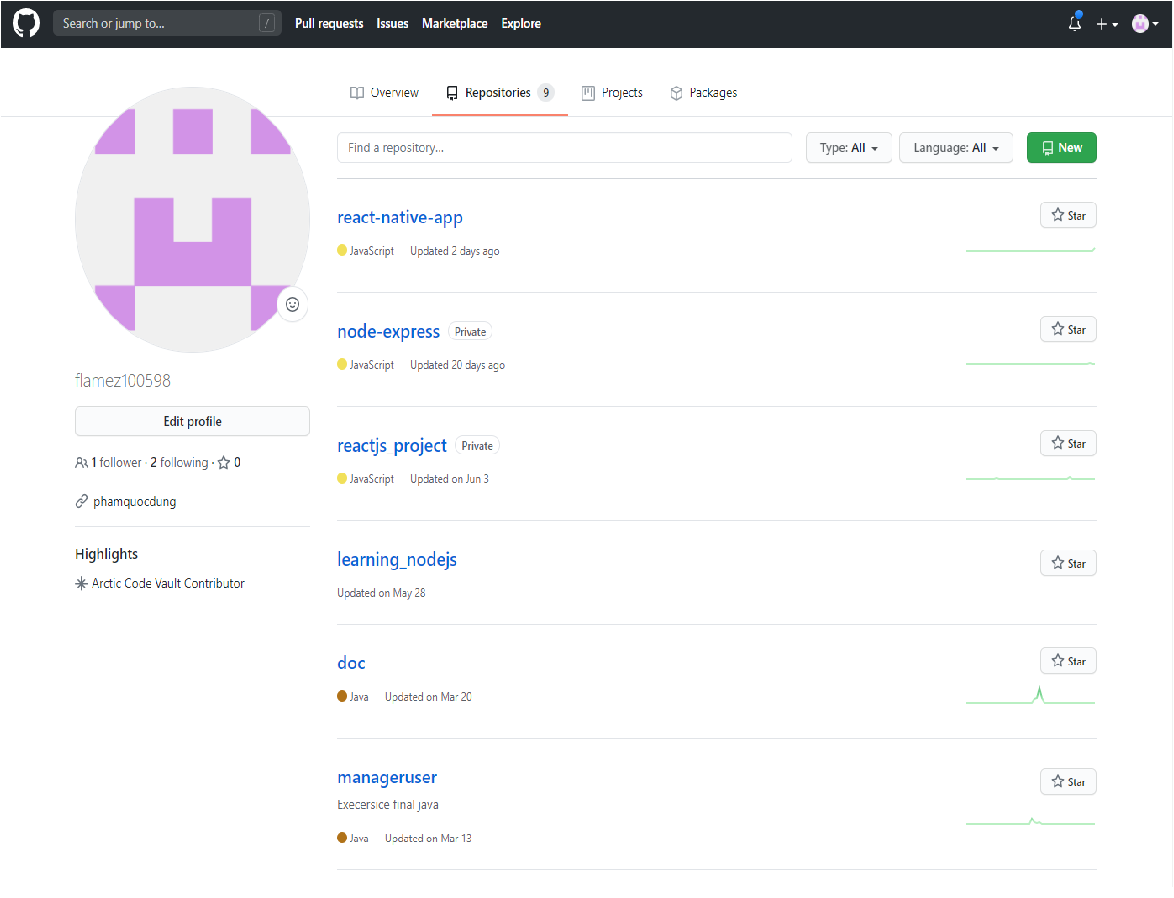 Search or jump to... /
Pull requests Issues Marketplace Explore
Overview Repositories 9 Projects Packages
flamez100598
Edit profile
1 follower · 2 following · 0
phamquocdung
Highlights
Arctic Code Vault Contributor
Find a repository... Type: All Language: All New
react-native-app Star
JavaScript Updated 2 days ago
node-express Private Star
JavaScript Updated 20 days ago
reactjs_project Private Star
JavaScript Updated on Jun 3
learning_nodejs Star
Updated on May 28
doc Star
Java Updated on Mar 20
manageruser Star
Execersice final java
Java Updated on Mar 13